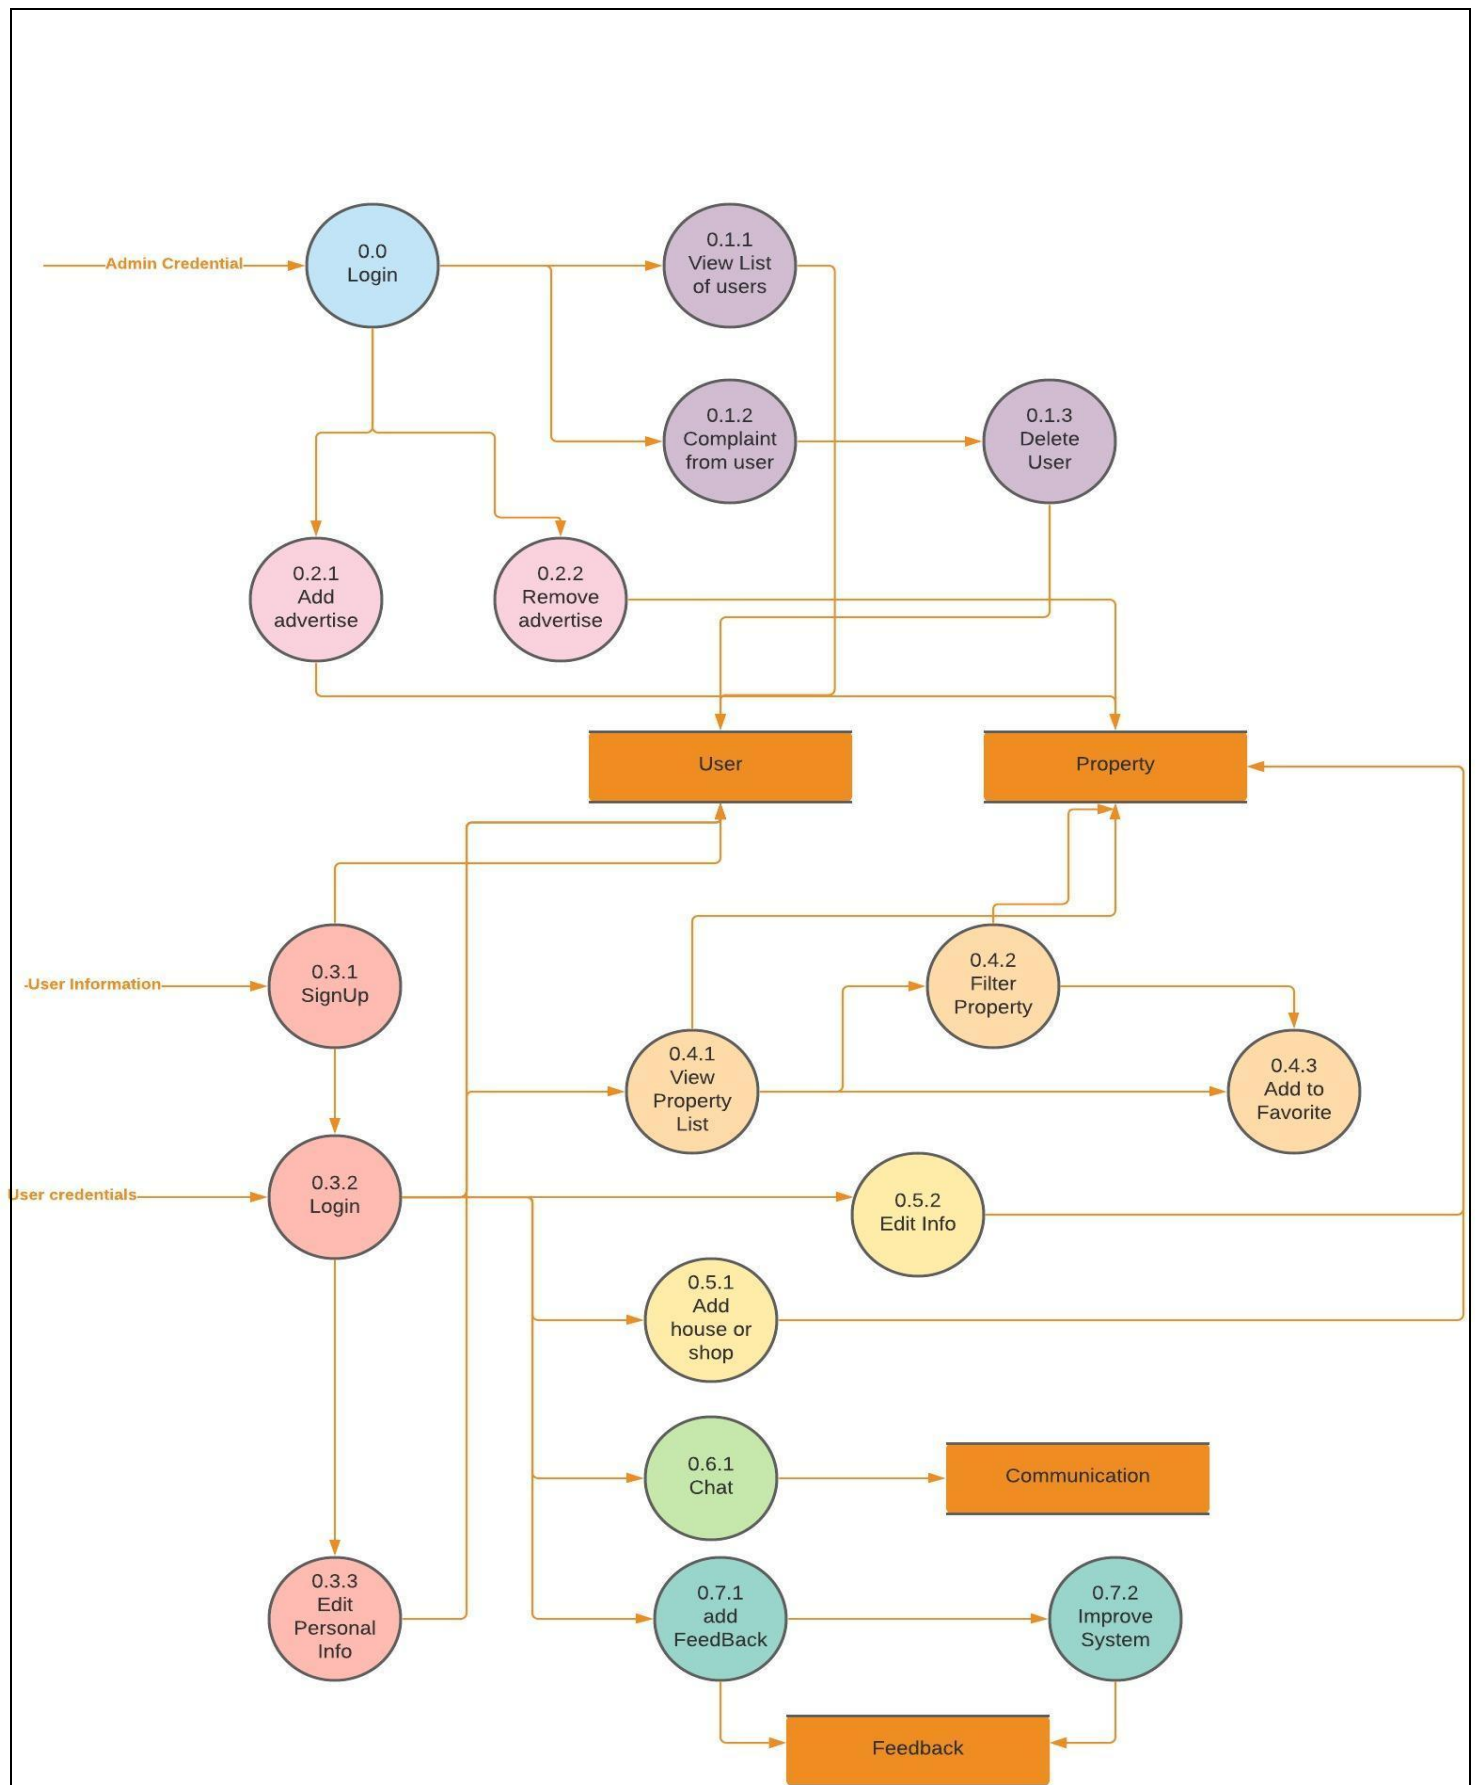 Admin Credential
0.0
Login
0.1.1
View List
of users
0.1.2
Complaint
from user
0.1.3
Delete
User
0.2.1
Add
advertise
0.2.2
Remove
advertise
User
Property
User Information
0.3.1
SignUp
0.4.2
Filter
Property
0.4.1
View
Property
List
0.4.3
Add to
Favorite
User credentials
0.3.2
Login
0.5.2
Edit Info
0.5.1
Add
house or
shop
0.6.1
Chat
Communication
0.3.3
Edit
Personal
Info
0.7.1
add
FeedBack
0.7.2
Improve
System
Feedback